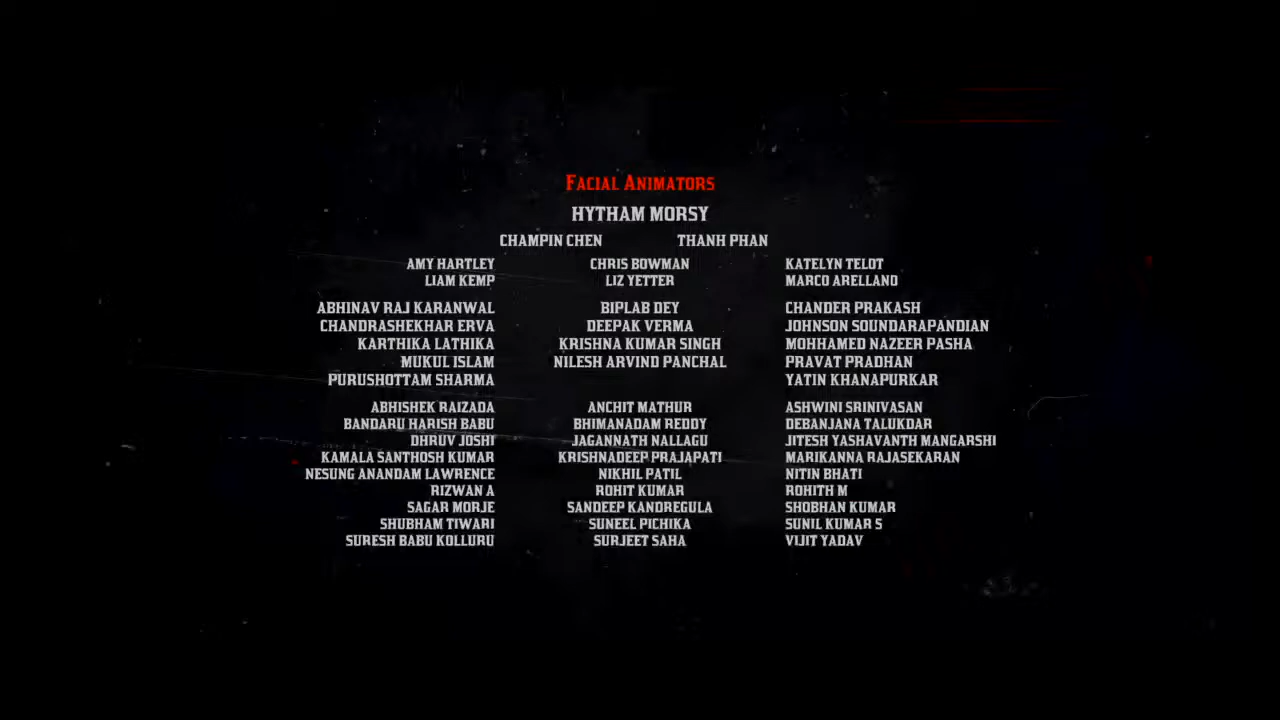 FACIAL ANIMATORS
HYTHAM MORSY
CHAMPIN CHEN THANH PHAN
AMY HARTLEY CHRIS BOWMAN KATELYN TELOT
LIAM KEMP LIZ YETTER MARCO ARELLANO
ABHINAV RAJ KARANWAL BIPLAB DEY CHANDER PRAKASH
CHANDRASHEKHAR ERVA DEEPAK VERMA JOHNSON SOUNDARAPANDIAN
KARTHIKA LATHIKA KRISHNA KUMAR SINGH MOHHAMED NAZEER PASHA
MUKUL ISLAM NILESH ARVIND PANCHAL PRAVAT PRADHAN
PURUSHOTTAM SHARMA YATIN KHANAPURKAR
ABHISHEK RAIZADA ANCHIT MATHUR ASHWINI SRINIVASAN
BANDARU HARISH BABU BHIMANADAM REDDY DEBANJANA TALUKDAR
DHRUV JOSHI JAGANNATH NALLAGU JITESH YASHAVANTH MANGARSHI
KAMALA SANTHOSH KUMAR KRISHNADEEP PRAJAPATI MARIKANNA RAJASEKARAN
NESUNG ANANDAM LAWRENCE NIKHIL PATIL NITIN BHATI
RIZWAN A ROHIT KUMAR ROHITH M
SAGAR MORJE SANDEEP KANDREGULA SHOBHAN KUMAR
SHUBHAM TIWARI SUNEEL PICHIKA SUNIL KUMAR S
SURESH BABU KOLLURU SURJEET SAHA VIJIT YADAV